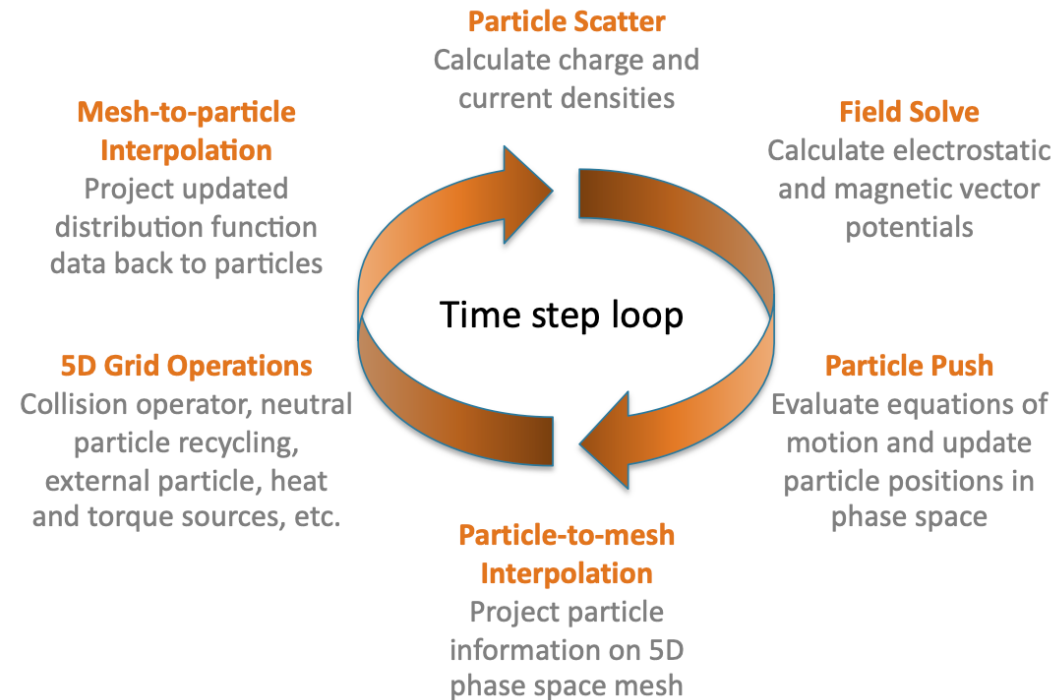 Particle Scatter
Calculate charge and
current densities
Field Solve
Calculate electrostatic
and magnetic vector
potentials
Particle Push
Evaluate equations of
motion and update
particle positions in
phase space
Particle-to-mesh
Interpolation
Project particle
information on 5D
phase space mesh
5D Grid Operations
Collision operator, neutral
particle recycling,
external particle, heat
and torque sources, etc.
Mesh-to-particle
Interpolation
Project updated
distribution function
data back to particles
Time step loop